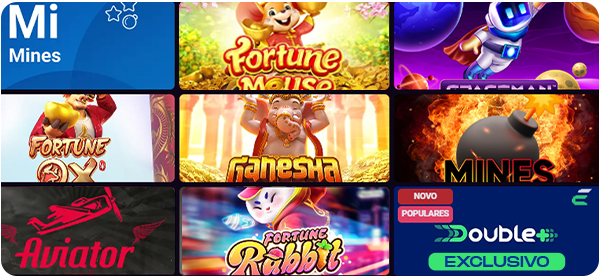 Mi
Mines
Fortune
Mouse
SPACEMAN
FORTUNE
OX
GANESHA
MINES
Aviator
FORTUNE
Rabbit
NOVO
POPULARES
Double+
EXCLUSIVO